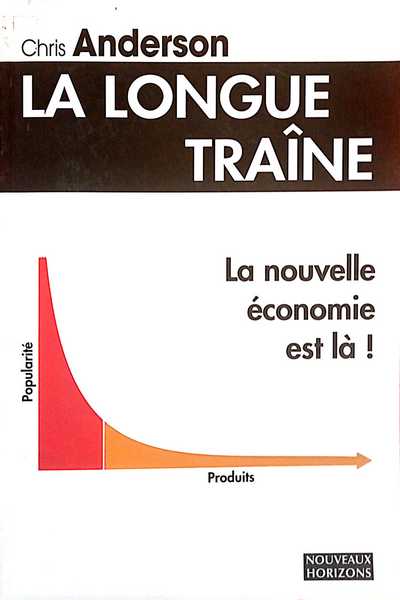 Chris Anderson
LA LONGUE
TRAÎNE
La nouvelle
économie
est là !
Popularité
Produits
NOUVEAUX
HORIZONS